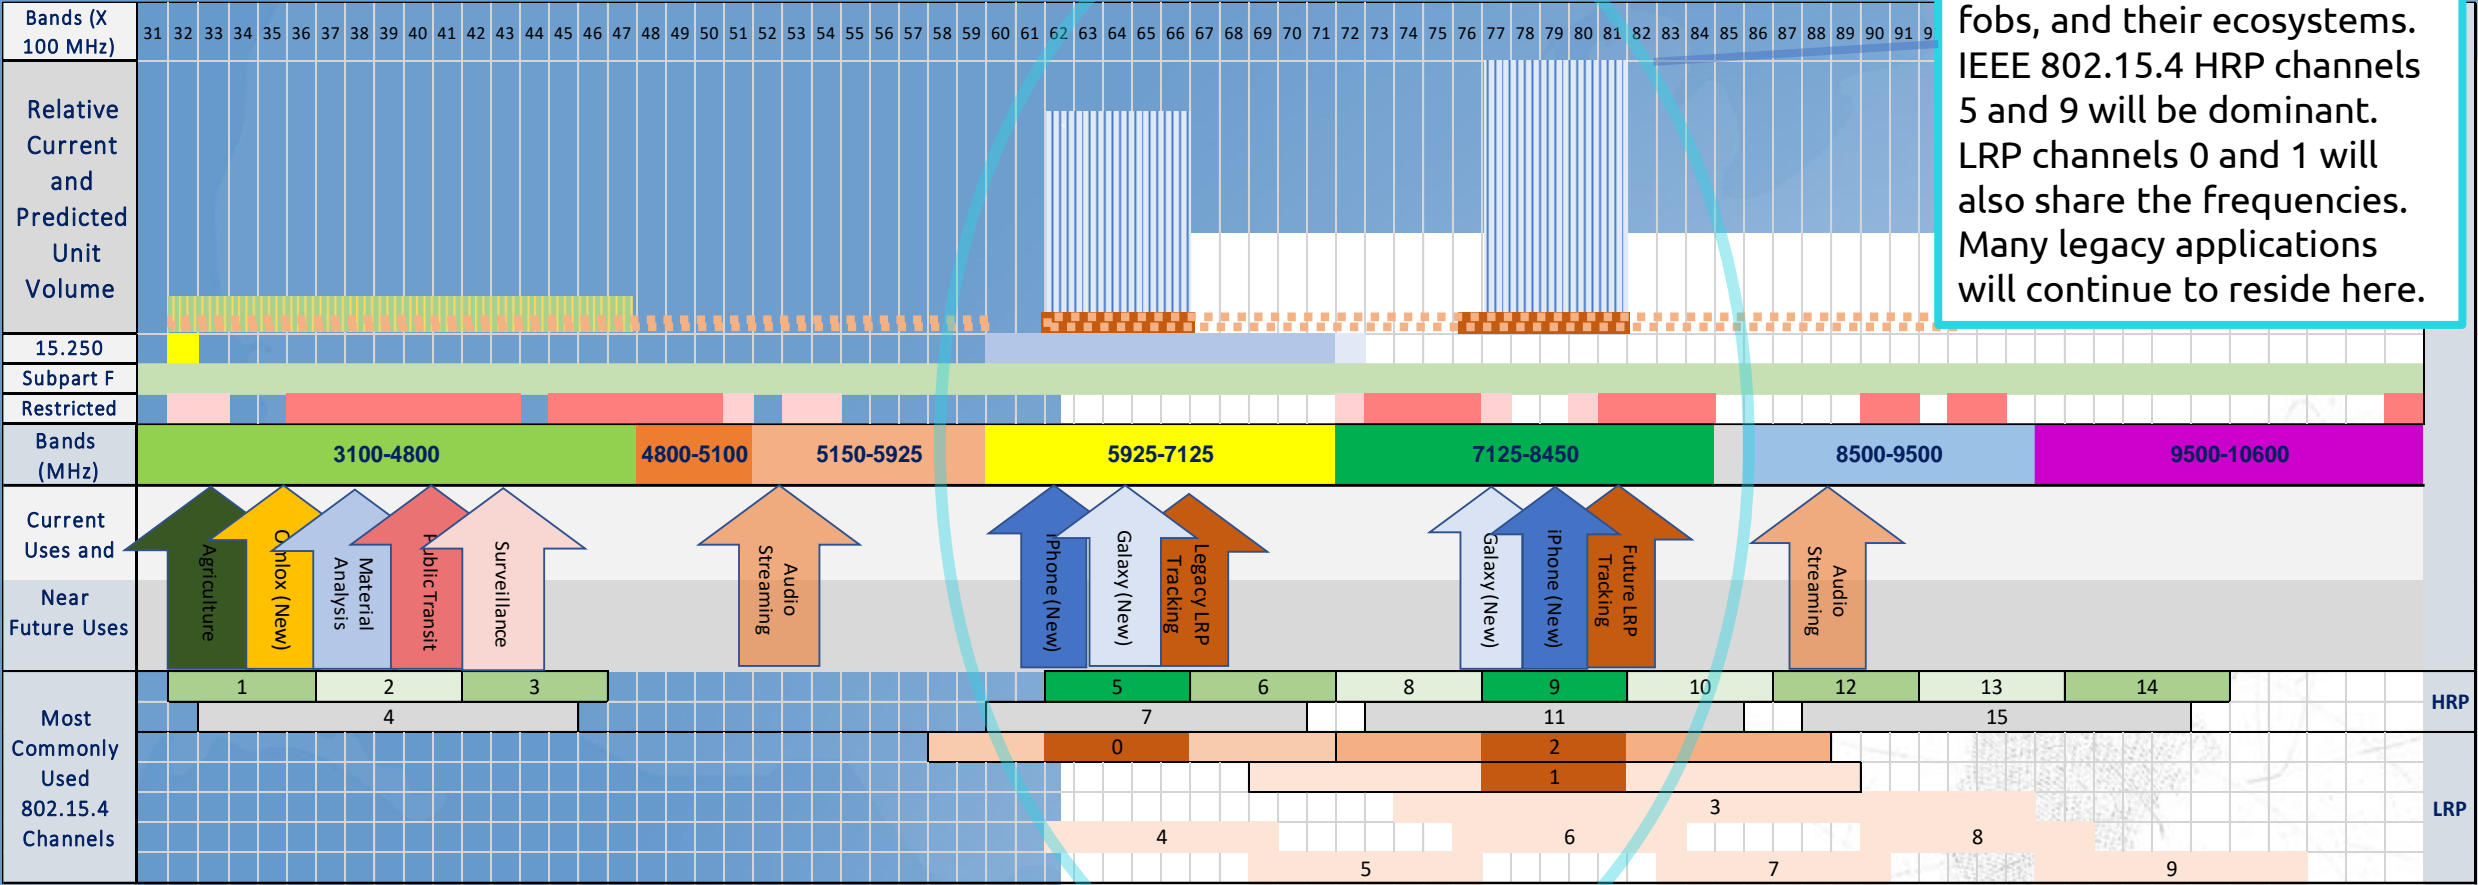 Bands (X
100 MHz)
31 32 33 34 35 36 37 38 39 40 41 42 43 44 45 46 47 48 49 50 51 52 53 54 55 56 57 58 59 60 61 62 63 64 65 66 67 68 69 70 71 72 73 74 75 76 77 78 79 80 81 82 83 84 85 86 87 88 89 90 91 9
fobs, and their ecosystems.
IEEE 802.15.4 HRP channels
5 and 9 will be dominant.
LRP channels 0 and 1 will
also share the frequencies.
Many legacy applications
will continue to reside here.
Relative
Current
and
Predicted
Unit
Volume
15.250
Subpart F
Restricted
Bands
(MHz)
3100-4800
4800-5100
5150-5925
5925-7125
7125-8450
8500-9500
9500-10600
Current
Uses and
Near
Future Uses
Agriculture
Omlox (New)
Material
Analysis
Public Transit
Surveillance
Audio
Streaming
iPhone (New)
Galaxy (New)
Legacy LRP
Tracking
Galaxy (New)
iPhone (New)
Future LRP
Tracking
Audio
Streaming
Most
Commonly
Used
802.15.4
Channels
1 2 3 5 6 8 9 10 12 13 14
4 7 11 15
HRP
0 2
1
3
4 6 8
5 7 9
LRP